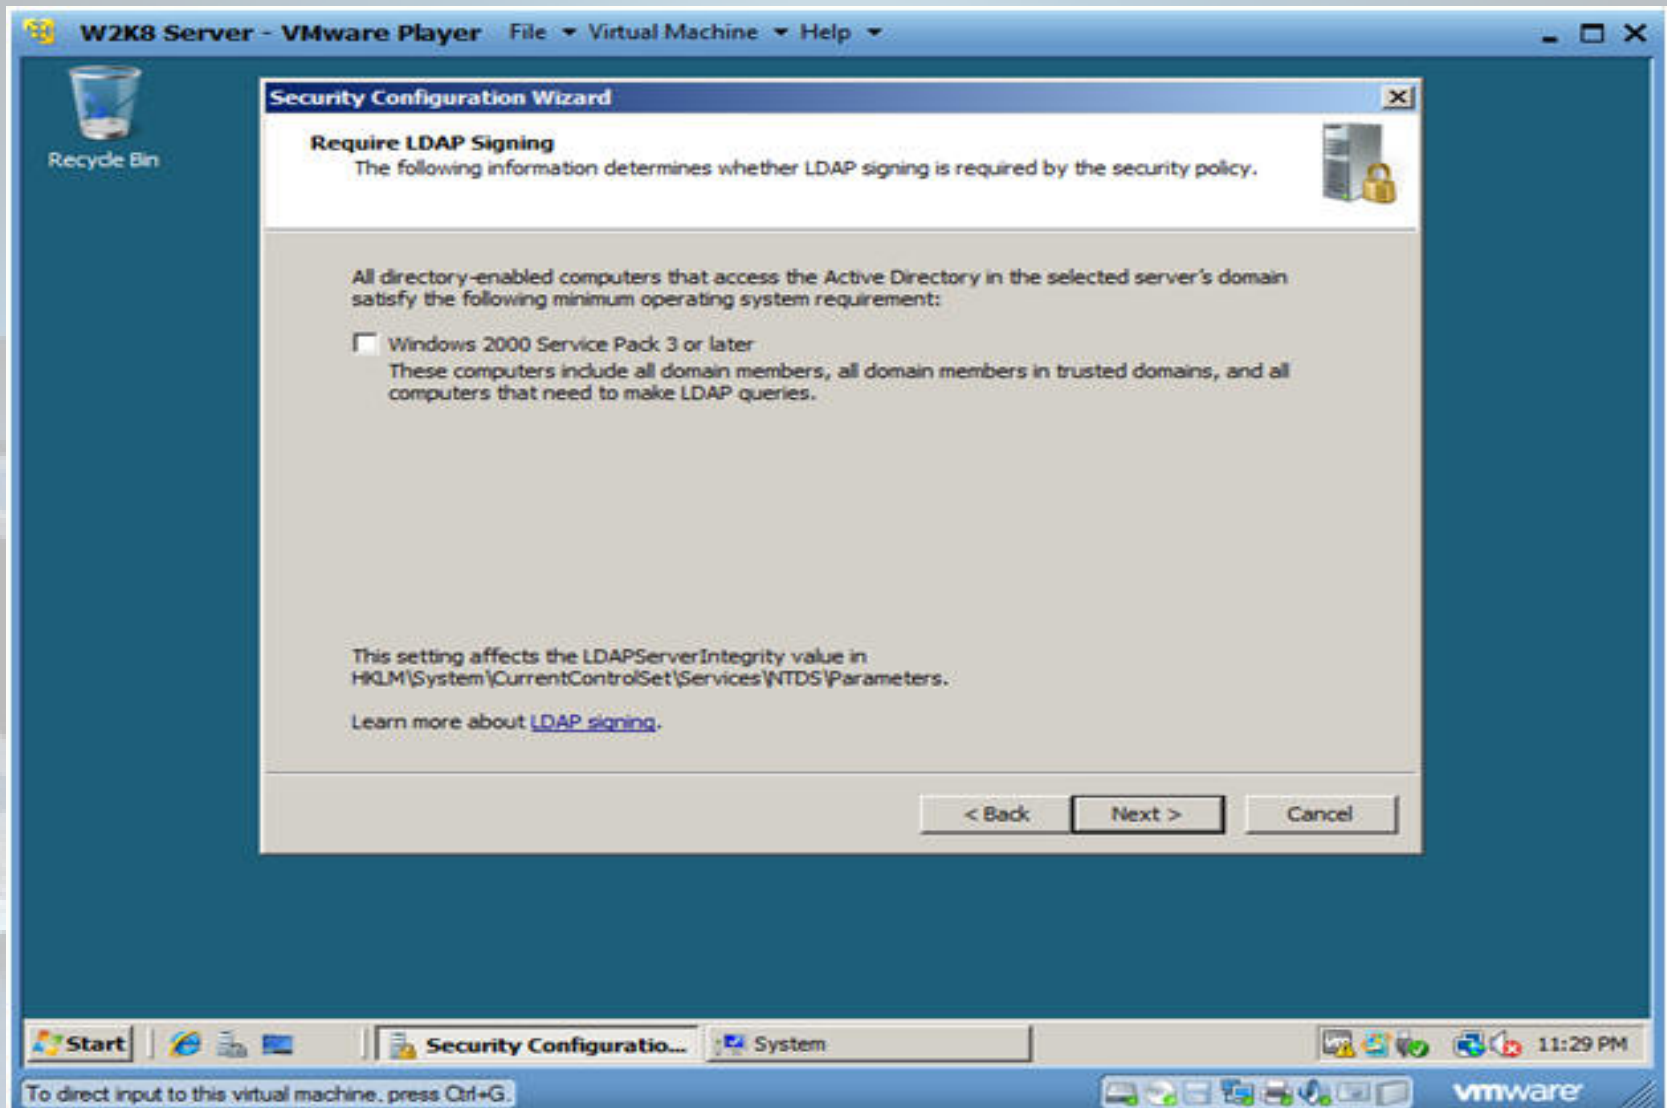 W2K8 Server - VMware Player File Virtual Machine Help
Recycle Bin
Security Configuration Wizard
Require LDAP Signing
The following information determines whether LDAP signing is required by the security policy.
All directory-enabled computers that access the Active Directory in the selected server's domain
satisfy the following minimum operating system requirement:
Windows 2000 Service Pack 3 or later
These computers include all domain members, all domain members in trusted domains, and all
computers that need to make LDAP queries.
This setting affects the LDAPServerIntegrity value in
HKLM\System\CurrentControlSet\Services\NTDS\Parameters.
Learn more about LDAP signing.
< Back Next > Cancel
Start Security Configuratio... System 11:29 PM
To direct input to this virtual machine, press Ctrl+G. vmware